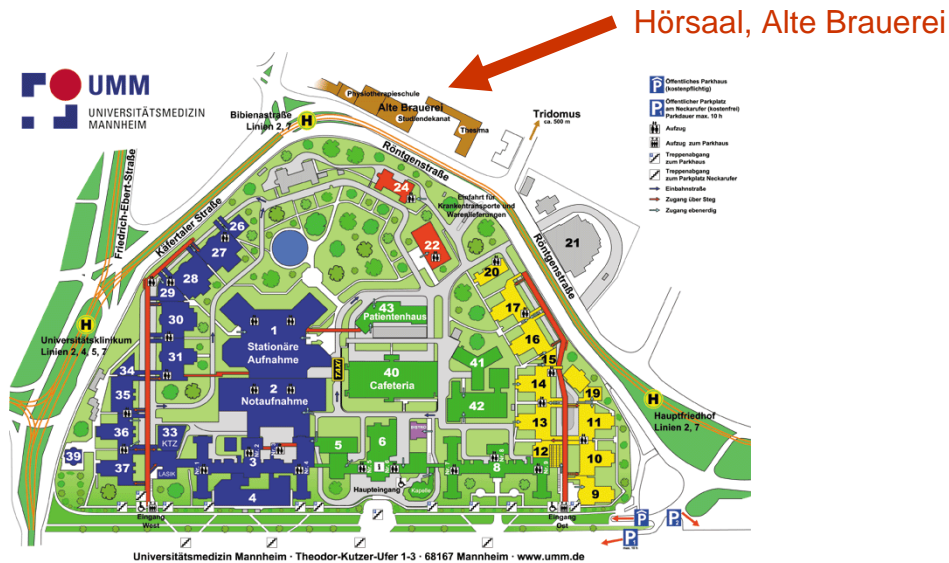 Hörsaal, Alte Brauerei
UMM
UNIVERSITÄTSMEDIZIN
MANNHEIM
Physiotherapieschule
Alte Brauerei
Studiendekanat
Thesima
Tridomus
ca. 500 m
Bibienastraße
Linien 2, 7
H
Öffentliches Parkhaus
(kostenpflichtig)
Öffentlicher Parkplatz
am Neckarufer (kostenfrei)
Parkdauer max. 10 h
Aufzug
Aufzug zum Parkhaus
Treppenabgang
zum Parkhaus
Treppenabgang
zum Parkplatz Neckarufer
Einbahnstraße
Zugang über Steg
Zugang ebenerdig
Friedrich-Ebert-Straße
Käfertaler Straße
Röntgenstraße
Röntgenstraße
Einfahrt für
Krankentransporte und
Warenlieferungen
24
22
21
26
27
28
29
30
31
20
17
16
15
14
13
12
19
11
10
9
43
Patientenhaus
1
Stationäre
Aufnahme
40
Cafeteria
41
42
TAXI
2
Notaufnahme
H
Universitätsklinikum
Linien 2, 4, 5, 7
H
Hauptfriedhof
Linien 2, 7
34
35
36
37
39
33
KTZ
LASIK
3
4
5
6
i
8
Haupteingang
Kapelle
Eingang
West
Eingang
Ost
P
P
P
max. 10 h
Universitätsmedizin Mannheim · Theodor-Kutzer-Ufer 1-3 · 68167 Mannheim · www.umm.de